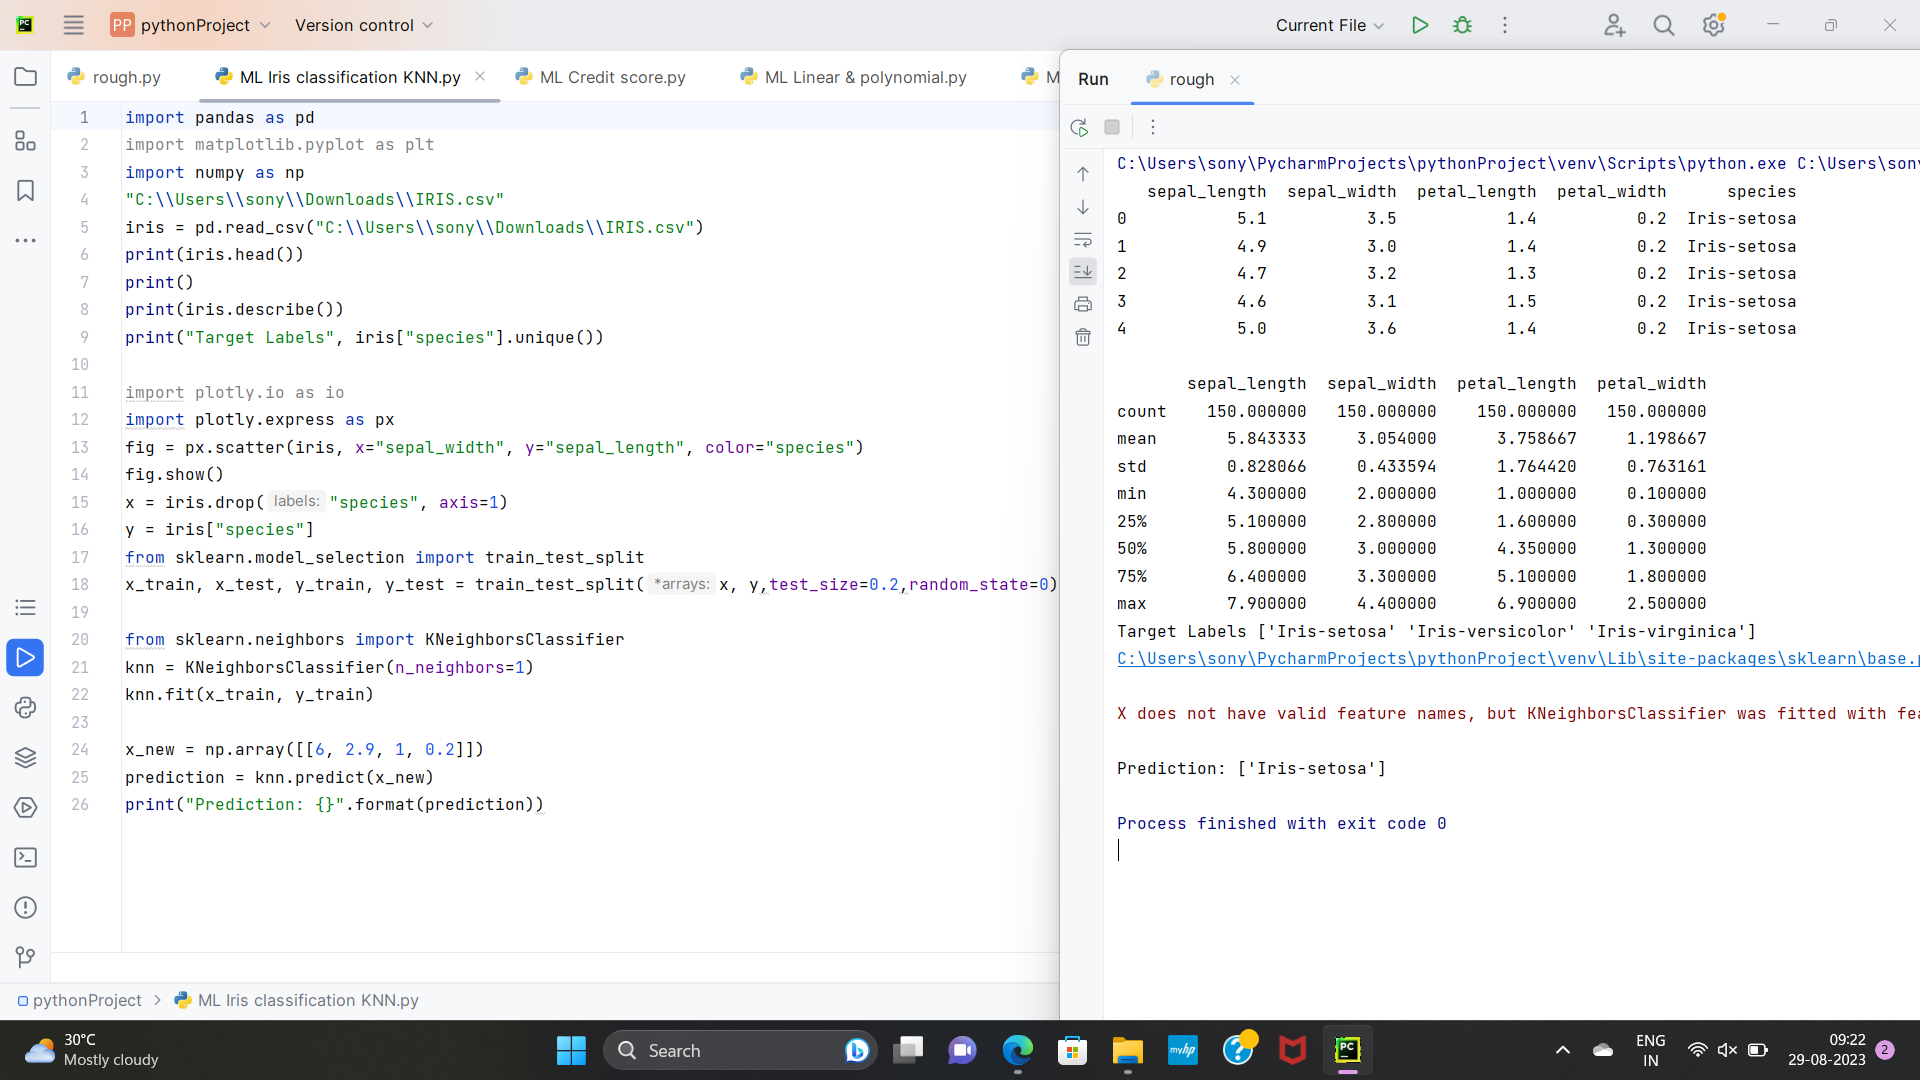 PC
PP pythonProject
Version control
Current File
rough.py
ML Iris classification KNN.py
ML Credit score.py
ML Linear & polynomial.py
M
1 import pandas as pd
2 import matplotlib.pyplot as plt
3 import numpy as np
4 "C:\\Users\\sony\\Downloads\\IRIS.csv"
5 iris = pd.read_csv("C:\\Users\\sony\\Downloads\\IRIS.csv")
6 print(iris.head())
7 print()
8 print(iris.describe())
9 print("Target Labels", iris["species"].unique())
10
11 import plotly.io as io
12 import plotly.express as px
13 fig = px.scatter(iris, x="sepal_width", y="sepal_length", color="species")
14 fig.show()
15 x = iris.drop( labels: "species", axis=1)
16 y = iris["species"]
17 from sklearn.model_selection import train_test_split
18 x_train, x_test, y_train, y_test = train_test_split( *arrays: x, y,test_size=0.2,random_state=0)
19
20 from sklearn.neighbors import KNeighborsClassifier
21 knn = KNeighborsClassifier(n_neighbors=1)
22 knn.fit(x_train, y_train)
23
24 x_new = np.array([[6, 2.9, 1, 0.2]])
25 prediction = knn.predict(x_new)
26 print("Prediction: {}".format(prediction))
Run
rough
C:\Users\sony\PycharmProjects\pythonProject\venv\Scripts\python.exe C:\Users\sony
sepal_length sepal_width petal_length petal_width species
0 5.1 3.5 1.4 0.2 Iris-setosa
1 4.9 3.0 1.4 0.2 Iris-setosa
2 4.7 3.2 1.3 0.2 Iris-setosa
3 4.6 3.1 1.5 0.2 Iris-setosa
4 5.0 3.6 1.4 0.2 Iris-setosa
sepal_length sepal_width petal_length petal_width
count 150.000000 150.000000 150.000000 150.000000
mean 5.843333 3.054000 3.758667 1.198667
std 0.828066 0.433594 1.764420 0.763161
min 4.300000 2.000000 1.000000 0.100000
25% 5.100000 2.800000 1.600000 0.300000
50% 5.800000 3.000000 4.350000 1.300000
75% 6.400000 3.300000 5.100000 1.800000
max 7.900000 4.400000 6.900000 2.500000
Target Labels ['Iris-setosa' 'Iris-versicolor' 'Iris-virginica']
C:\Users\sony\PycharmProjects\pythonProject\venv\Lib\site-packages\sklearn\base.p
X does not have valid feature names, but KNeighborsClassifier was fitted with fea
Prediction: ['Iris-setosa']
Process finished with exit code 0
pythonProject > ML Iris classification KNN.py
30°C
Mostly cloudy
Search
myhp
PC
ENG
IN
09:22
29-08-2023
2